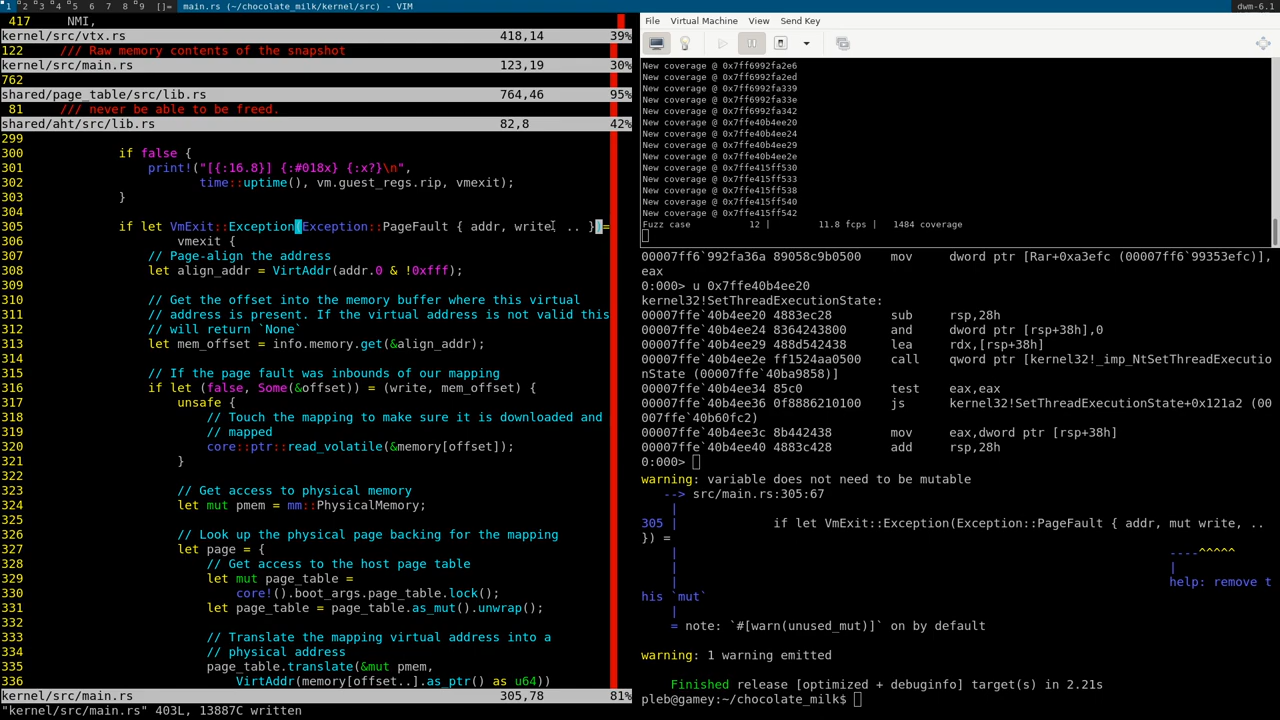 1 2 3 4 5 6 7 8 9 []= main.rs (~/chocolate_milk/kernel/src) - VIM dwm-6.1
417 NMI,
kernel/src/vtx.rs 418,14 39%
122 /// Raw memory contents of the snapshot
kernel/src/main.rs 123,19 30%
762
shared/page_table/src/lib.rs 764,46 95%
81 /// never be able to be freed.
shared/aht/src/lib.rs 82,8 42%
299
300 if false {
301 print!("[{:16.8}] {:#018x} {:x?}\n",
302 time::uptime(), vm.guest_regs.rip, vmexit);
303 }
304
305 if let VmExit::Exception(Exception::PageFault { addr, write, .. }) =
306 vmexit {
307 // Page-align the address
308 let align_addr = VirtAddr(addr.0 & !0xfff);
309
310 // Get the offset into the memory buffer where this virtual
311 // address is present. If the virtual address is not valid this
312 // will return `None`
313 let mem_offset = info.memory.get(&align_addr);
314
315 // If the page fault was inbounds of our mapping
316 if let (false, Some(&offset)) = (write, mem_offset) {
317 unsafe {
318 // Touch the mapping to make sure it is downloaded and
319 // mapped
320 core::ptr::read_volatile(&memory[offset]);
321 }
322
323 // Get access to physical memory
324 let mut pmem = mm::PhysicalMemory;
325
326 // Look up the physical page backing for the mapping
327 let page = {
328 // Get access to the host page table
329 let mut page_table =
330 core!().boot_args.page_table.lock();
331 let page_table = page_table.as_mut().unwrap();
332
333 // Translate the mapping virtual address into a
334 // physical address
335 page_table.translate(&mut pmem,
336 VirtAddr(memory[offset..].as_ptr() as u64))
kernel/src/main.rs 305,78 81%
"kernel/src/main.rs" 403L, 13887C written
File Virtual Machine View Send Key
New coverage @ 0x7ff6992fa2e6
New coverage @ 0x7ff6992fa2ed
New coverage @ 0x7ff6992fa339
New coverage @ 0x7ff6992fa33e
New coverage @ 0x7ff6992fa342
New coverage @ 0x7ffe40b4ee20
New coverage @ 0x7ffe40b4ee24
New coverage @ 0x7ffe40b4ee29
New coverage @ 0x7ffe40b4ee2e
New coverage @ 0x7ffe415ff530
New coverage @ 0x7ffe415ff533
New coverage @ 0x7ffe415ff538
New coverage @ 0x7ffe415ff540
New coverage @ 0x7ffe415ff542
Fuzz case 12 | 11.8 fcps | 1484 coverage
00007ff6`992fa36a 89058c9b0500 mov dword ptr [Rar+0xa3efc (00007ff6`99353efc)],
eax
0:000> u 0x7ffe40b4ee20
kernel32!SetThreadExecutionState:
00007ffe`40b4ee20 4883ec28 sub rsp,28h
00007ffe`40b4ee24 8364243800 and dword ptr [rsp+38h],0
00007ffe`40b4ee29 488d542438 lea rdx,[rsp+38h]
00007ffe`40b4ee2e ff1524aa0500 call qword ptr [kernel32!_imp_NtSetThreadExecutio
nState (00007ffe`40ba9858)]
00007ffe`40b4ee34 85c0 test eax,eax
00007ffe`40b4ee36 0f8886210100 js kernel32!SetThreadExecutionState+0x121a2 (00
007ffe`40b60fc2)
00007ffe`40b4ee3c 8b442438 mov eax,dword ptr [rsp+38h]
00007ffe`40b4ee40 4883c428 add rsp,28h
0:000>
warning: variable does not need to be mutable
--> src/main.rs:305:67
|
305 | if let VmExit::Exception(Exception::PageFault { addr, mut write, ..
}) =
| ----^^^^^
| |
| help: remove t
his `mut`
|
= note: `#[warn(unused_mut)]` on by default
warning: 1 warning emitted
Finished release [optimized + debuginfo] target(s) in 2.21s
pleb@gamey:~/chocolate_milk$